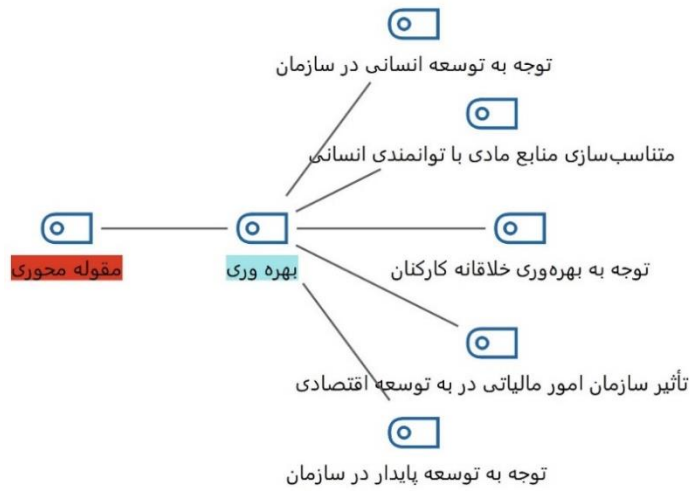 توجه به توسعه انسانی در سازمان
متناسب‌سازی منابع مادی با توانمندی انسانی
توجه به بهره‌وری خلاقانه کارکنان
بهره وری
مقوله محوری
تأثیر سازمان امور مالیاتی در به توسعه اقتصادی
توجه به توسعه پایدار در سازمان